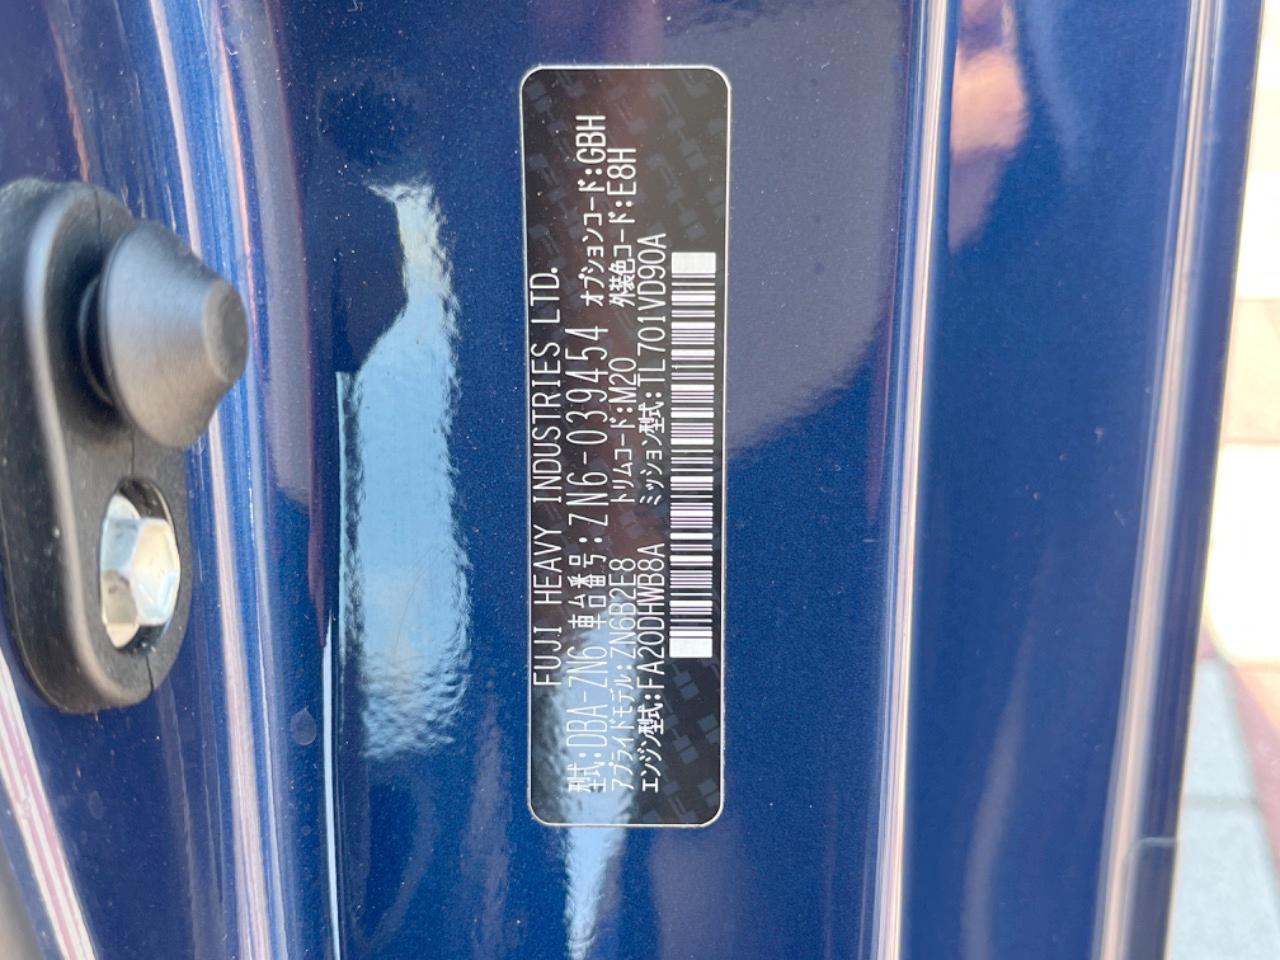 FUJI HEAVY INDUSTRIES LTD.
型式:DBA-ZN6 車台番号:ZN6-039454 オプションコード:GBH
アプライドモデル:ZN6B2E8 トリムコード:M20 外装色コード:E8H
エンジン型式:FA20DHWB8A ミッション型式:TL701VD90A